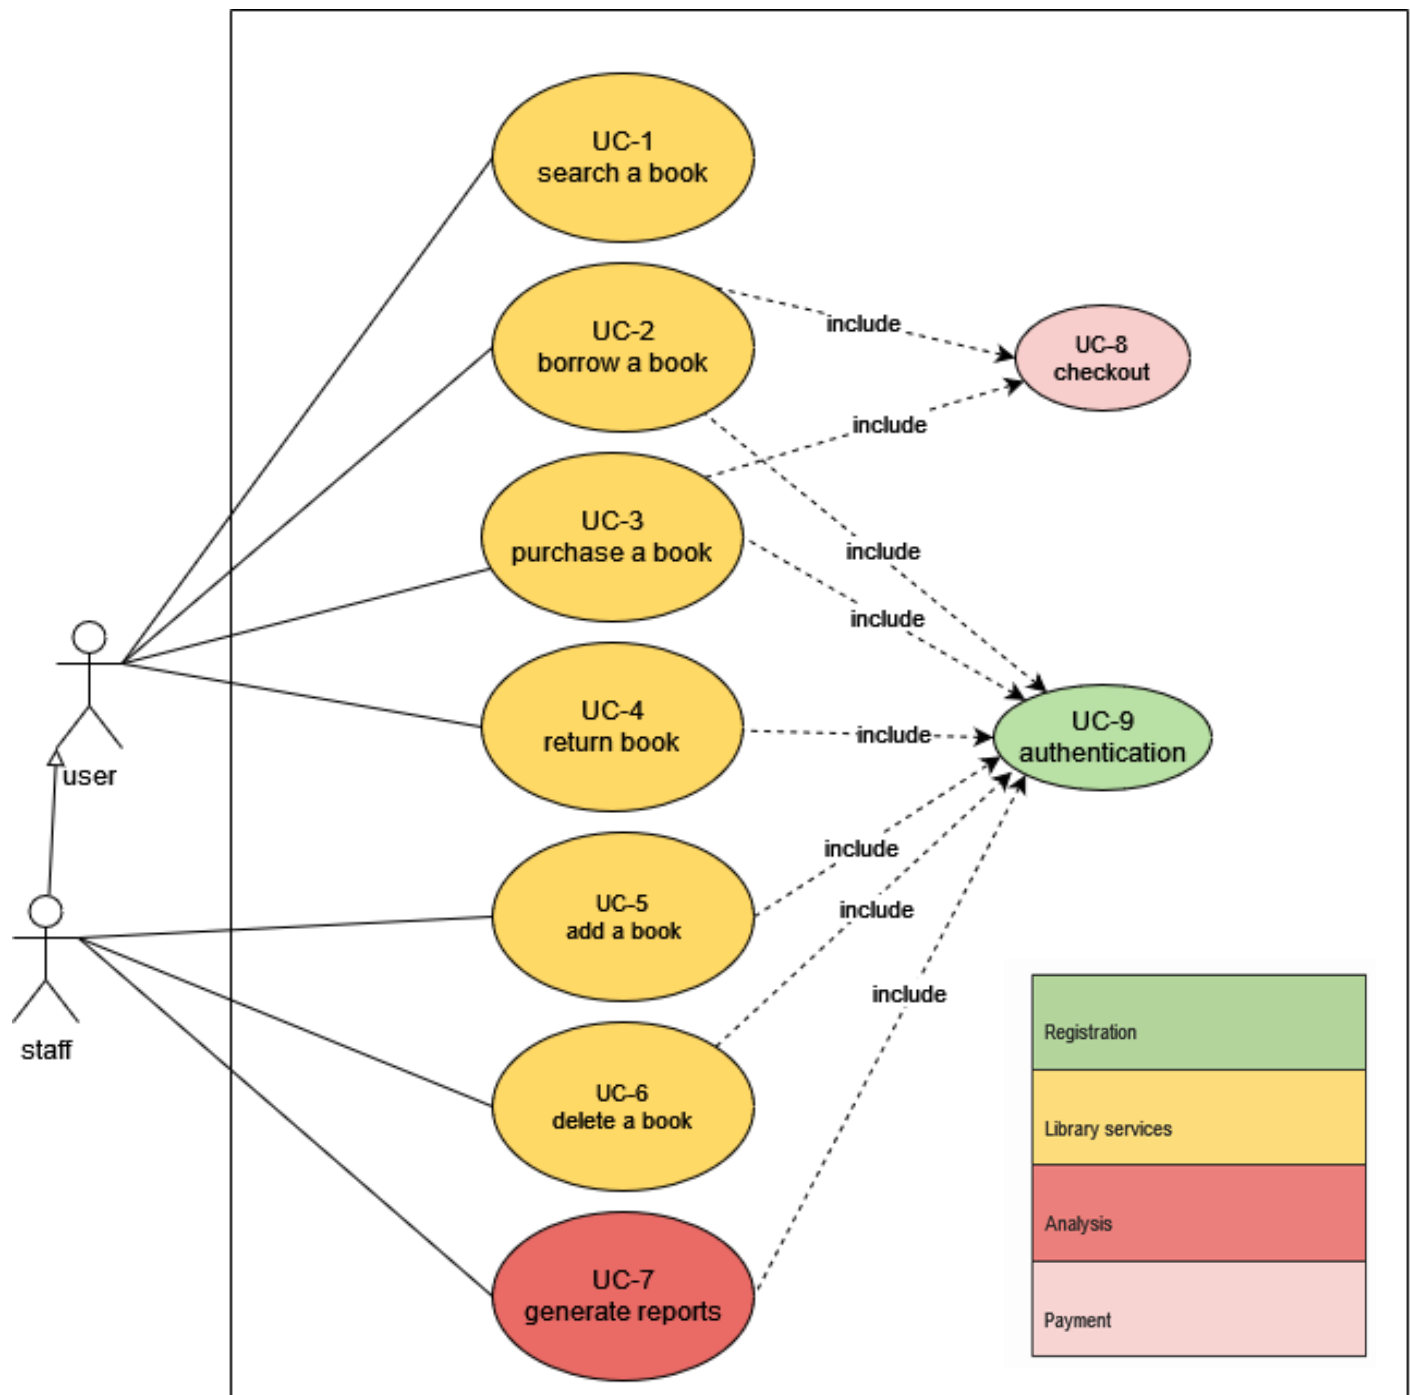 UC-1
search a book
UC-2
borrow a book
include
UC-8
checkout
include
UC-3
purchase a book
include
include
UC-4
return book
include
UC-9
authentication
user
include
UC-5
add a book
include
staff
include
UC-6
delete a book
UC-7
generate reports
Registration
Library services
Analysis
Payment